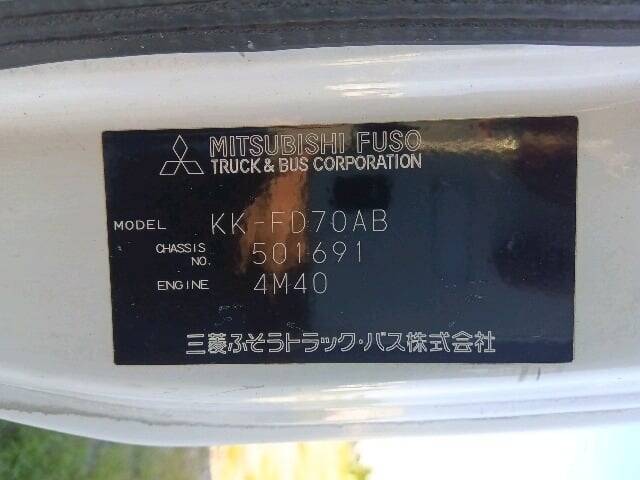 MITSUBISHI FUSO
TRUCK & BUS CORPORATION
MODEL KK-FD70AB
CHASSIS NO. 501691
ENGINE 4M40
三菱ふそうトラック・バス株式会社